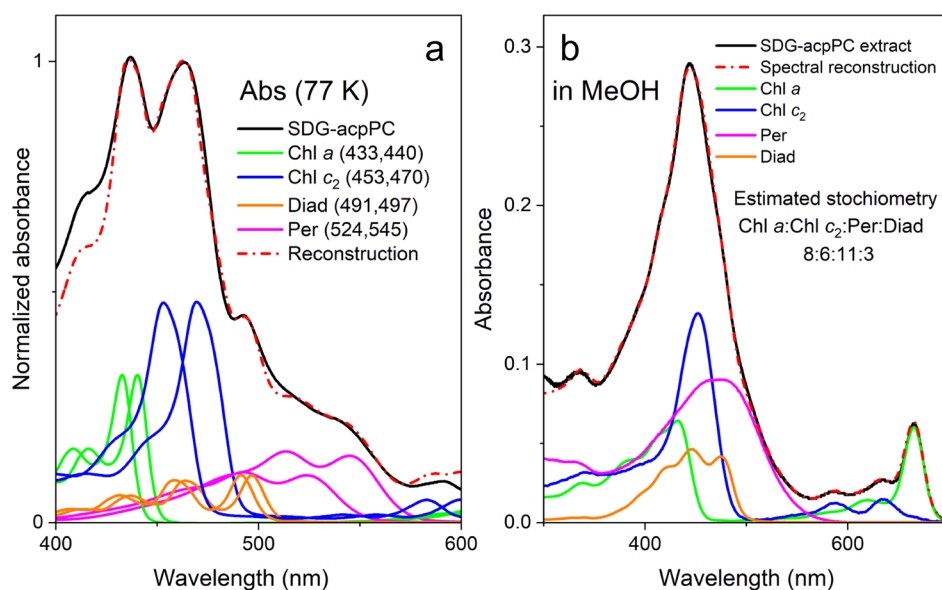 a
Abs (77 K)
SDG-acpPC
Chl a (433,440)
Chl c₂ (453,470)
Diad (491,497)
Per (524,545)
Reconstruction
Normalized absorbance
1
0
400
500
600
Wavelength (nm)
b
in MeOH
SDG-acpPC extract
Spectral reconstruction
Chl a
Chl c₂
Per
Diad
Estimated stochiometry
Chl a:Chl c₂:Per:Diad
8:6:11:3
Absorbance
0.3
0.2
0.1
0.0
400
600
Wavelength (nm)